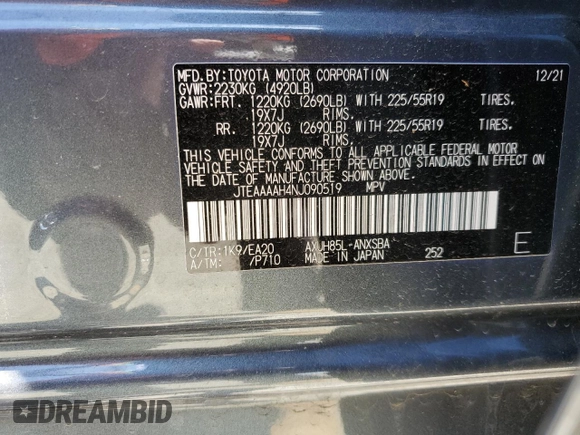 MFD.BY:TOYOTA MOTOR CORPORATION 12/21
GVWR:2230KG (4920LB)
GAWR:FRT. 1220KG (2690LB) WITH 225/55R19 TIRES.
19X7J RIMS.
RR. 1220KG (2690LB) WITH 225/55R19 TIRES.
19X7J RIMS.
THIS VEHICLE CONFORMS TO ALL APPLICABLE FEDERAL MOTOR
VEHICLE SAFETY AND THEFT PREVENTION STANDARDS IN EFFECT ON
THE DATE OF MANUFACTURE SHOWN ABOVE.
JTEAAAAH4NJ090519 MPV
C/TR:1K9/EA20 AXUH85L-ANXSBA
A/TM: /P710 MADE IN JAPAN 252 E
DREAMBID